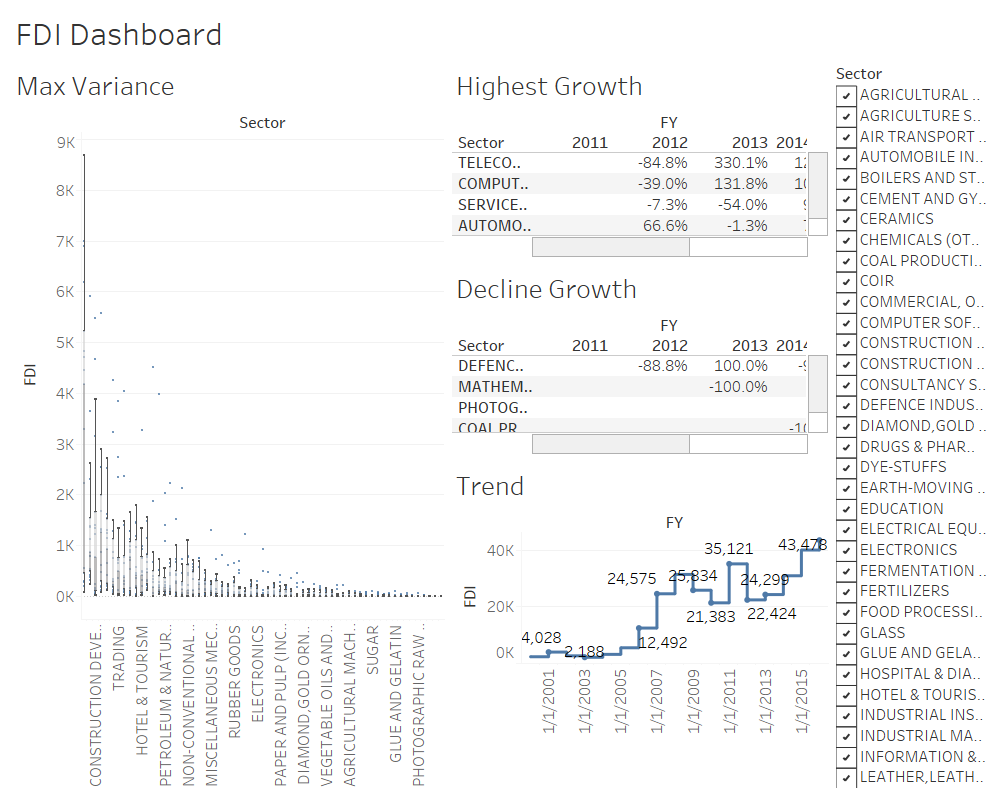 FDI Dashboard
Max Variance
Sector
9K
8K
7K
6K
5K
4K
3K
2K
1K
0K
FDI
CONSTRUCTION DEVE..
TRADING
HOTEL & TOURISM
PETROLEUM & NATUR..
NON-CONVENTIONAL ..
MISCELLANEOUS MEC..
RUBBER GOODS
ELECTRONICS
PAPER AND PULP (INC..
DIAMOND,GOLD ORN..
VEGETABLE OILS AND..
AGRICULTURAL MACH..
SUGAR
GLUE AND GELATIN
PHOTOGRAPHIC RAW ..
Highest Growth
FY
Sector 2011 2012 2013 2014
TELECO.. -84.8% 330.1% 12
COMPUT.. -39.0% 131.8% 10
SERVICE.. -7.3% -54.0%
AUTOMO.. 66.6% -1.3%
Decline Growth
FY
Sector 2011 2012 2013 2014
DEFENC.. -88.8% 100.0% -9
MATHEM.. -100.0%
PHOTOG..
COAL PR -10
Trend
FY
40K
20K
0K
FDI
4,028
2,188
12,492
24,575
25,834
21,383
35,121
24,299
22,424
43,478
1/1/2001
1/1/2003
1/1/2005
1/1/2007
1/1/2009
1/1/2011
1/1/2013
1/1/2015
Sector
AGRICULTURAL ..
AGRICULTURE S..
AIR TRANSPORT ..
AUTOMOBILE IN..
BOILERS AND ST..
CEMENT AND GY..
CERAMICS
CHEMICALS (OT..
COAL PRODUCTI..
COIR
COMMERCIAL, O..
COMPUTER SOF..
CONSTRUCTION ..
CONSTRUCTION ..
CONSULTANCY S..
DEFENCE INDUS..
DIAMOND,GOLD ..
DRUGS & PHAR..
DYE-STUFFS
EARTH-MOVING ..
EDUCATION
ELECTRICAL EQU..
ELECTRONICS
FERMENTATION ..
FERTILIZERS
FOOD PROCESSI..
GLASS
GLUE AND GELA..
HOSPITAL & DIA..
HOTEL & TOURIS..
INDUSTRIAL INS..
INDUSTRIAL MA..
INFORMATION &..
LEATHER,LEATH..